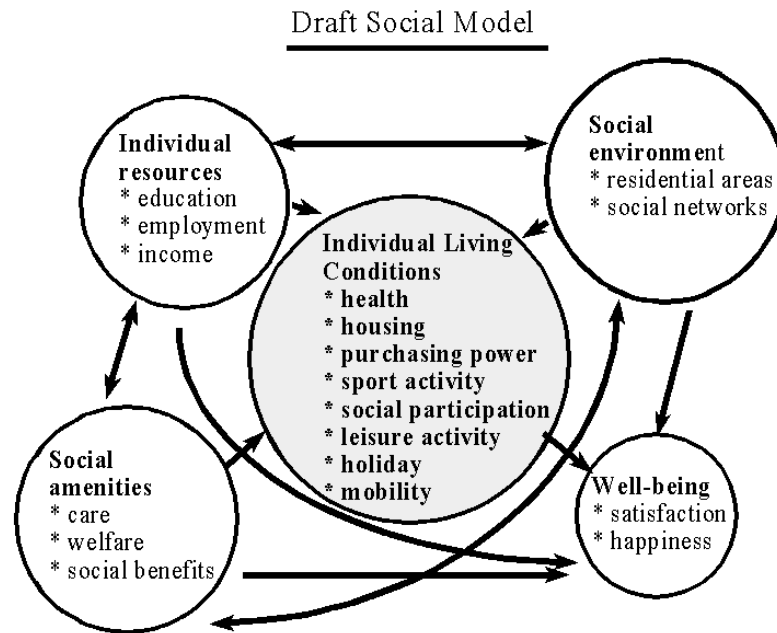 Draft Social Model
Individual
resources
* education
* employment
* income
Social
environment
* residential areas
* social networks
Individual Living
Conditions
* health
* housing
* purchasing power
* sport activity
* social participation
* leisure activity
* holiday
* mobility
Social
amenities
* care
* welfare
* social benefits
Well-being
* satisfaction
* happiness